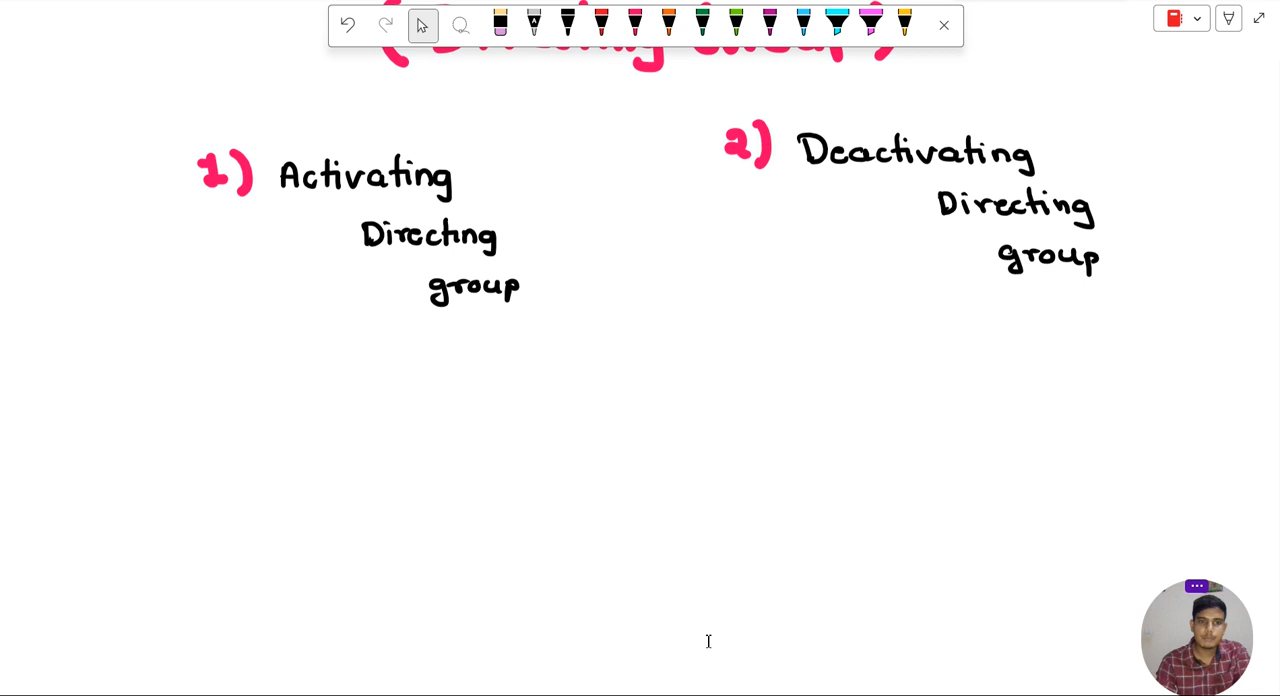 1) Activating
Directing
group
2) Deactivating
Directing
group